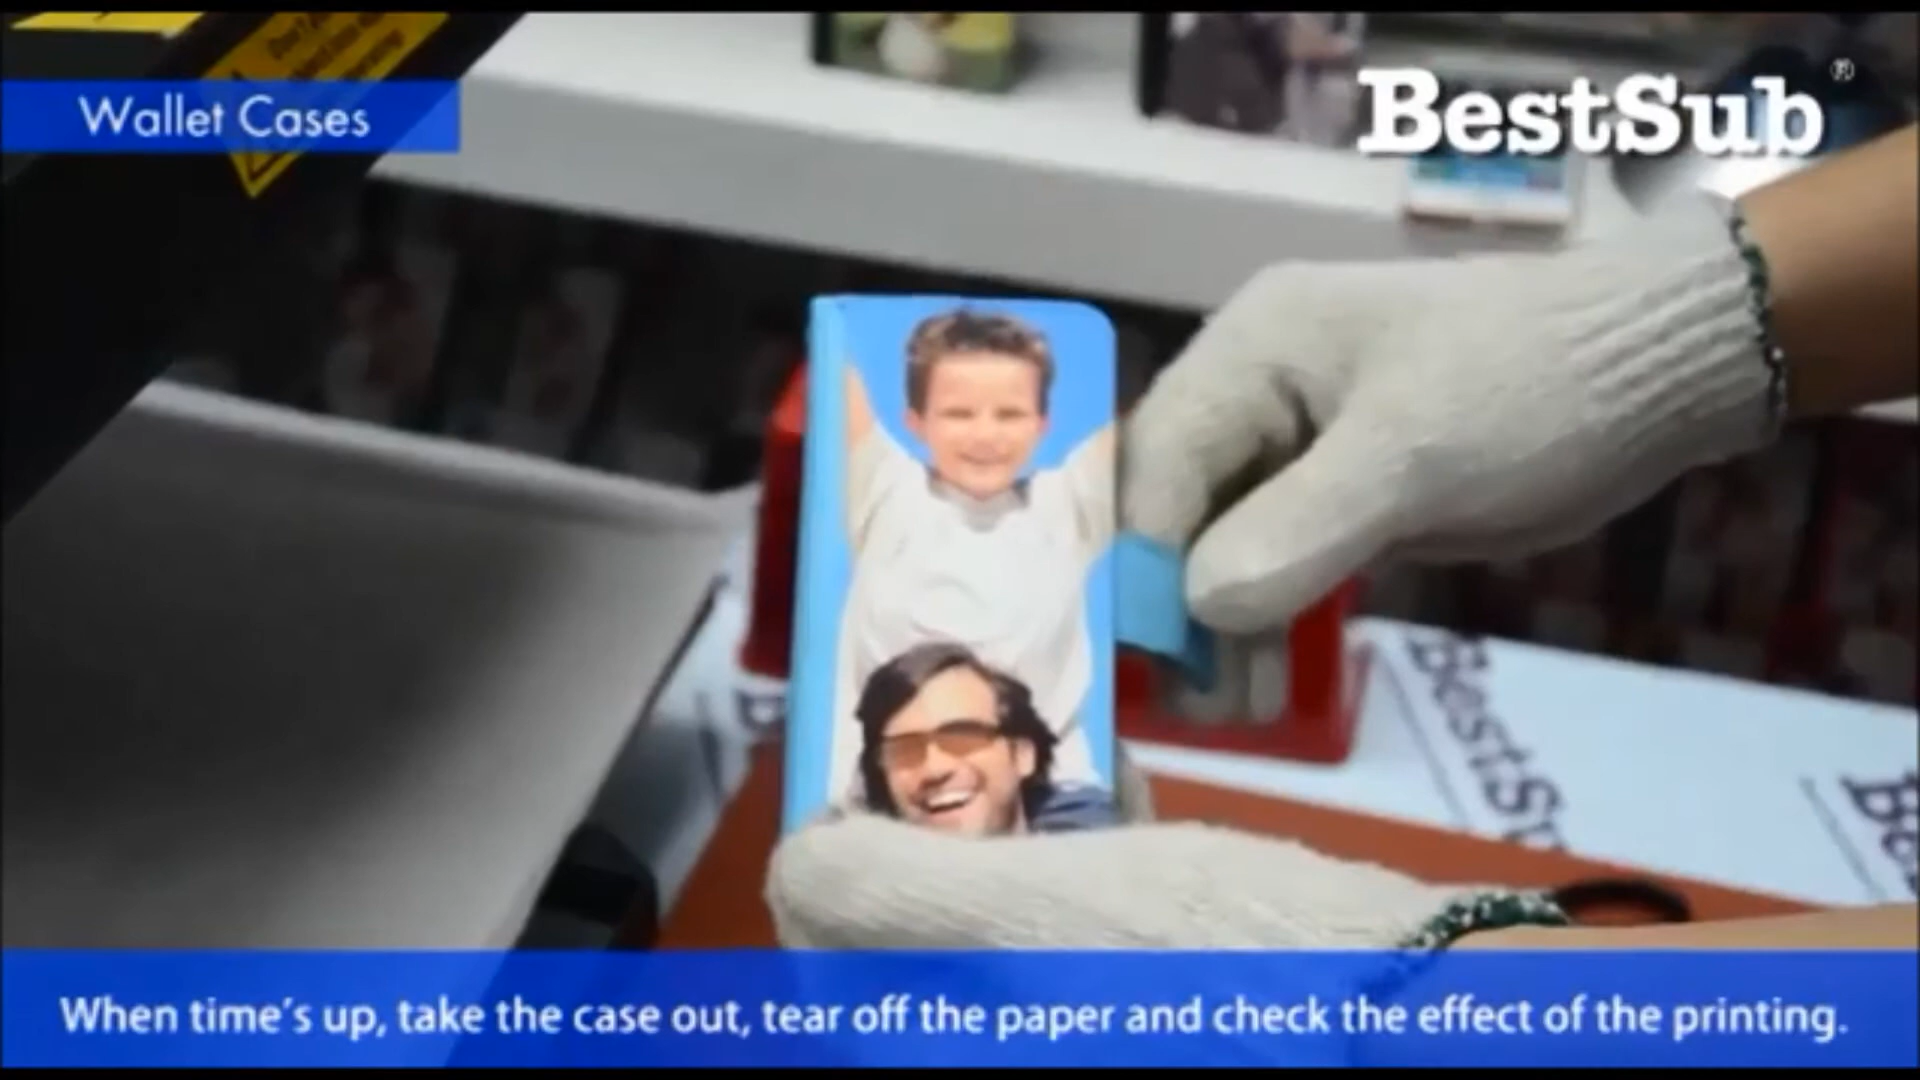 Wallet Cases
BestSub®
BestSu
When time's up, take the case out, tear off the paper and check the effect of the printing.